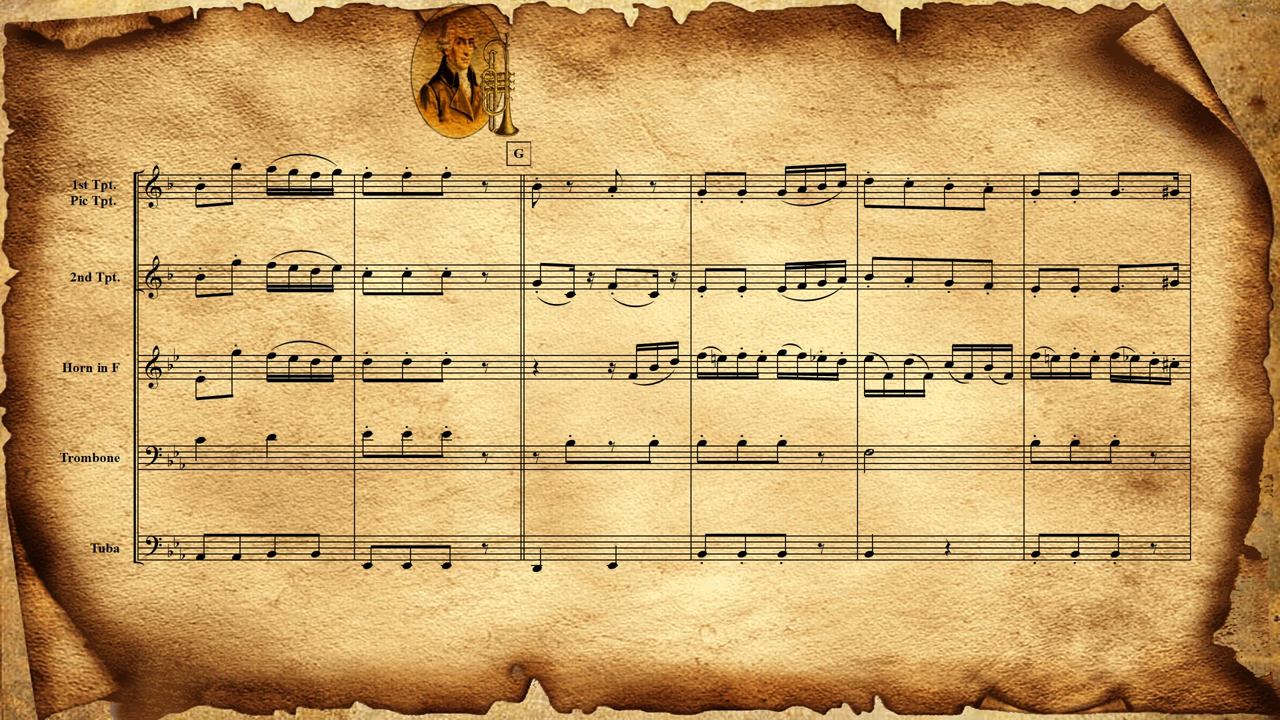 G
1st Tpt.
Pic Tpt.
2nd Tpt.
Horn in F
Trombone
Tuba